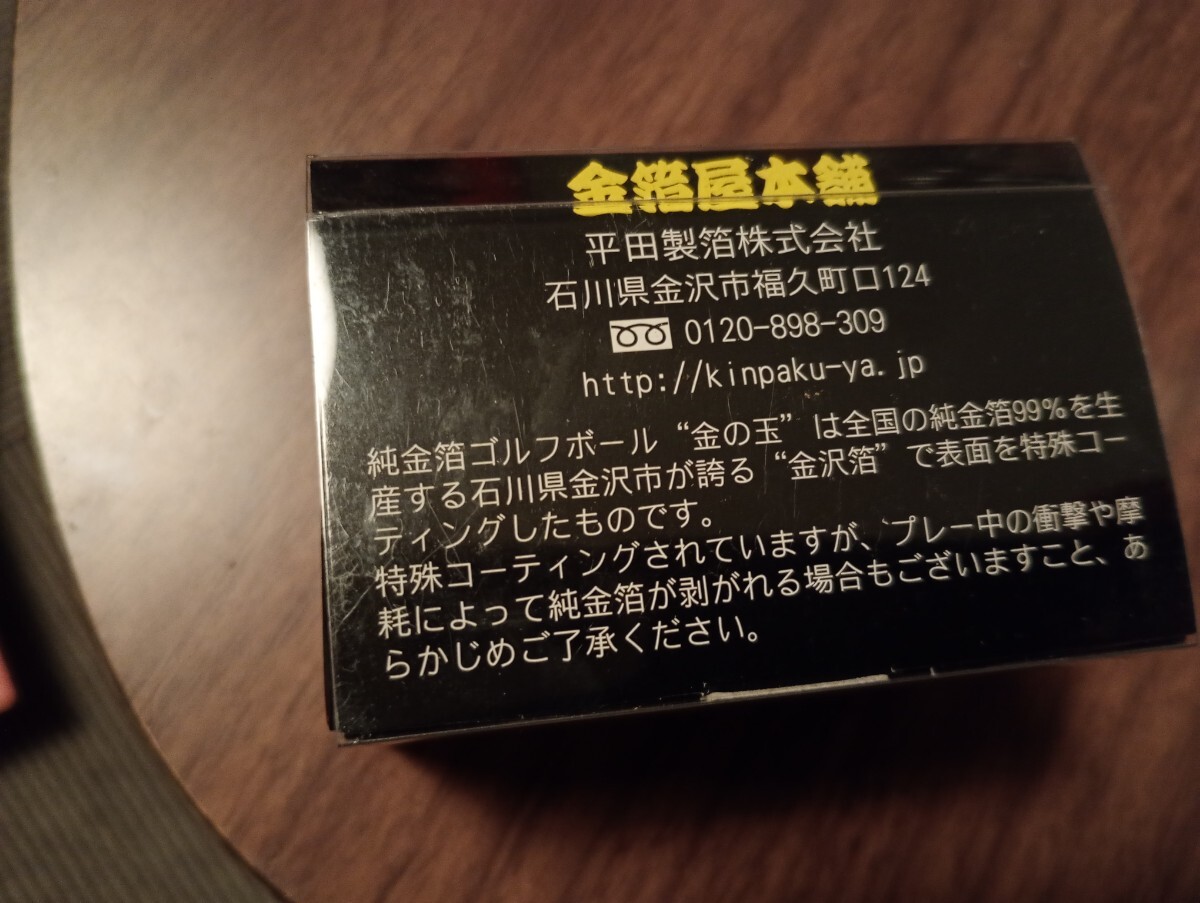 金箔屋本舗
平田製箔株式会社
石川県金沢市福久町口124
0120-898-309
http://kinpaku-ya.jp
純金箔ゴルフボール“金の玉”は全国の純金箔99%を生
産する石川県金沢市が誇る“金沢箔”で表面を特殊コー
ティングしたものです。
特殊コーティングされていますが、プレー中の衝撃や摩
耗によって純金箔が剥がれる場合もございますこと、あ
らかじめご了承ください。